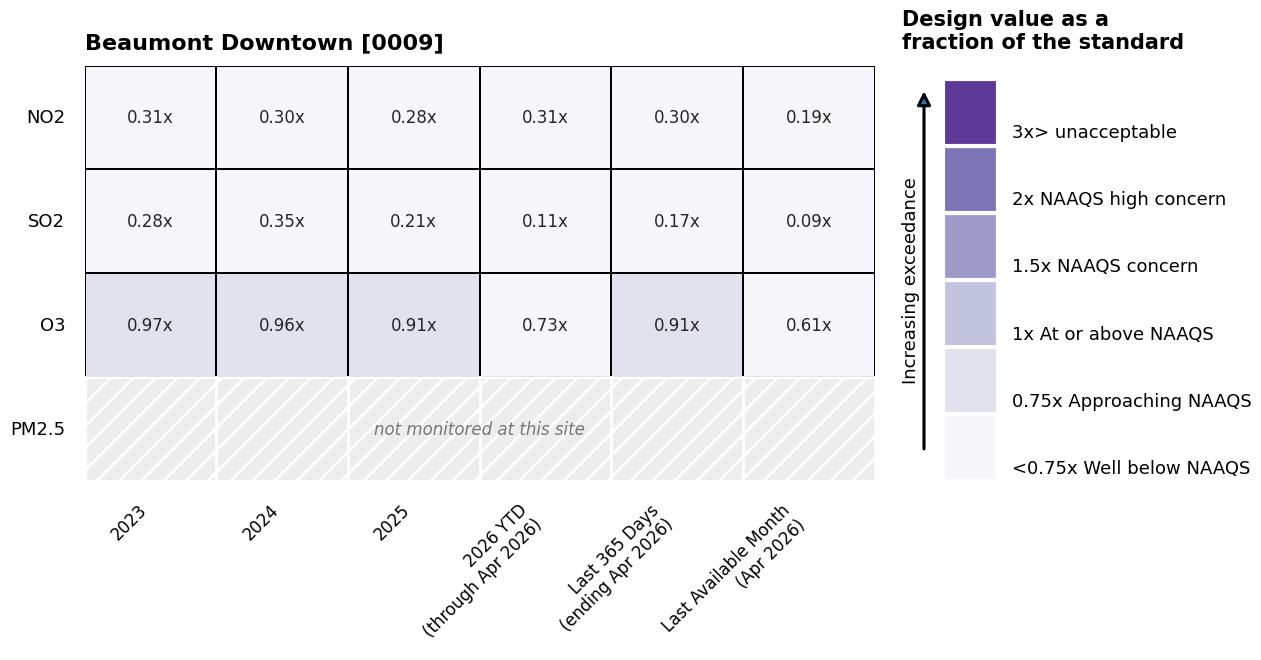 Beaumont Downtown [0009]
Design value as a
fraction of the standard
NO2 0.31x 0.30x 0.28x 0.31x 0.30x 0.19x
SO2 0.28x 0.35x 0.21x 0.11x 0.17x 0.09x
O3 0.97x 0.96x 0.91x 0.73x 0.91x 0.61x
PM2.5 not monitored at this site
2023
2024
2025
2026 YTD
(through Apr 2026)
Last 365 Days
(ending Apr 2026)
Last Available Month
(Apr 2026)
Increasing exceedance
3x> unacceptable
2x NAAQS high concern
1.5x NAAQS concern
1x At or above NAAQS
0.75x Approaching NAAQS
<0.75x Well below NAAQS